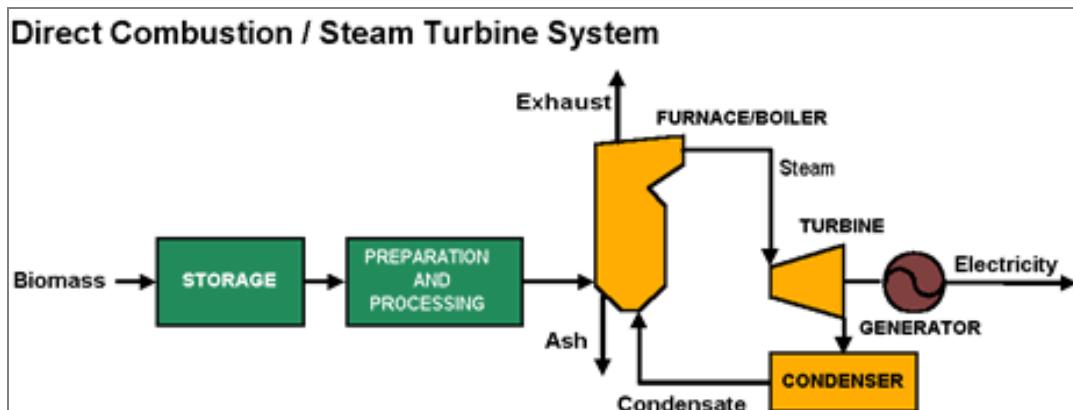 Direct Combustion / Steam Turbine System
Exhaust
FURNACE/BOILER
Steam
TURBINE
Biomass
STORAGE
PREPARATION
AND
PROCESSING
Electricity
GENERATOR
Ash
CONDENSER
Condensate